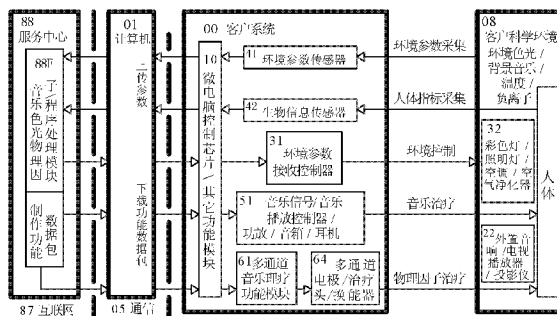 88
服务中心
88F
音乐色光物理因
子/程序处理模块
制作功能
数据包
87 互联网
01
计算机
上传参数
下载功能数据包
05 通信
00
客户系统
10
微电脑控制芯片/其它功能模块
41
环境参数传感器
42
生物信息传感器
31
环境参数
接收控制器
51
音乐信号/音乐
播放控制器/
功放/音箱/耳机
61 多通道
音乐理疗
功能模块
64 多通道
电极/治疗
头/换能器
环境参数采集
人体指标采集
环境控制
音乐治疗
物理因子治疗
08
客户科学环境
环境色光/
背景音乐/
温度/
负离子
32
彩色灯/
照明灯/
空调/空
气净化器
22 外置音
响/电视
播放器
/投影仪
人体